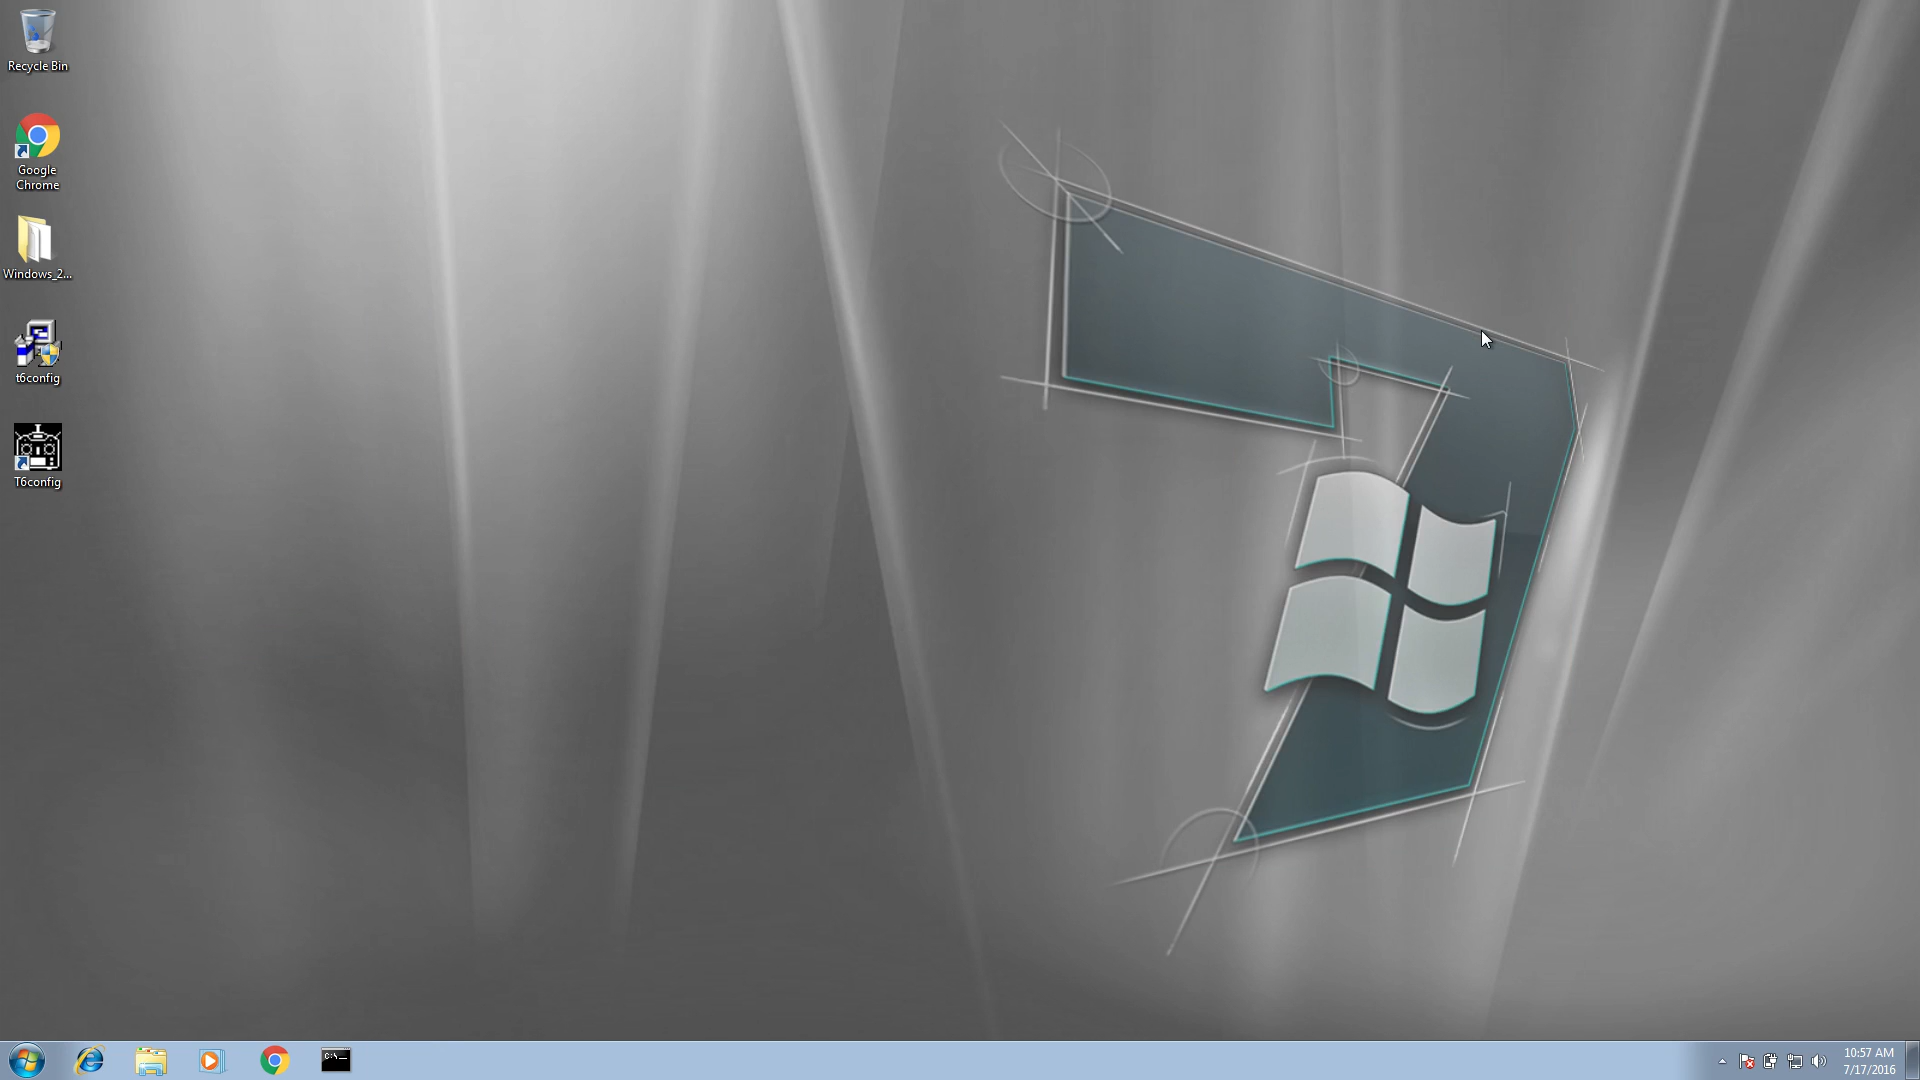 Recycle Bin
Google
Chrome
Windows_2...
t6config
T6config
C:\_
10:57 AM
7/17/2016